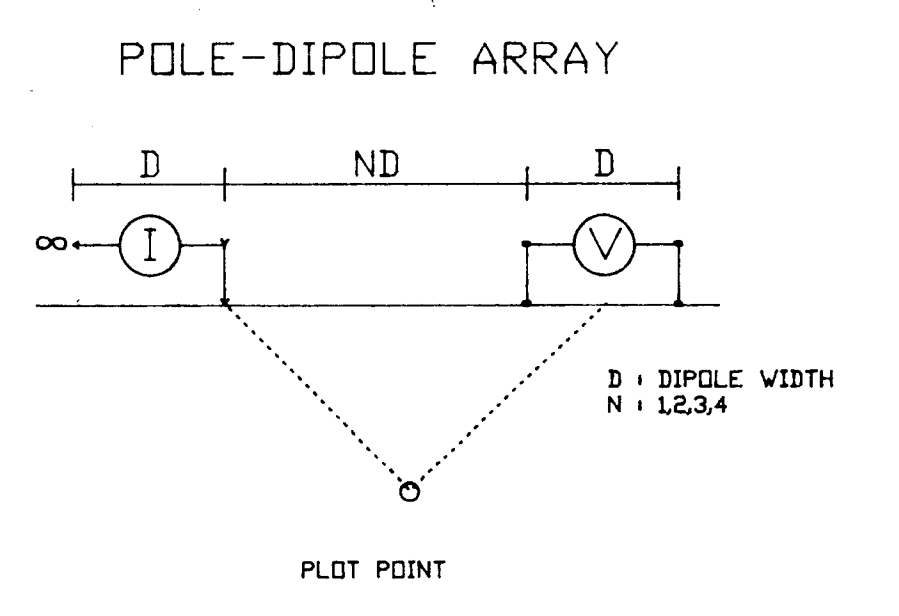 POLE-DIPOLE ARRAY
D ND D
∞ I V
D : DIPOLE WIDTH
N : 1,2,3,4
PLOT POINT